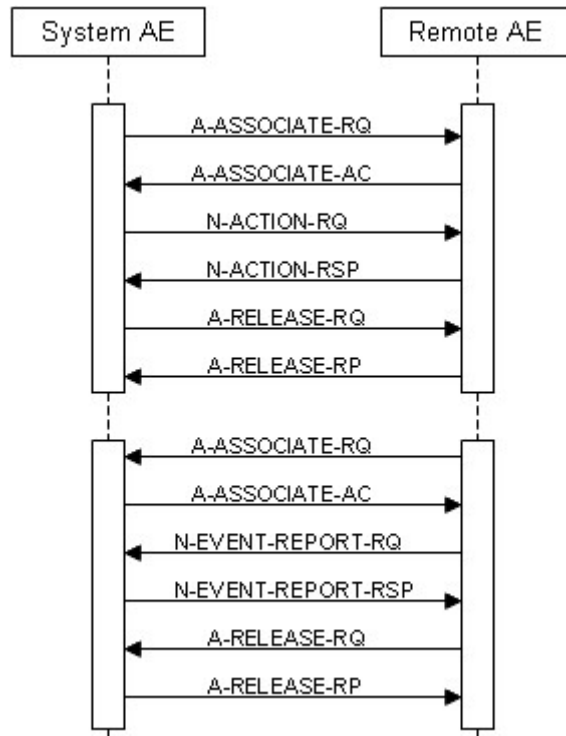 System AE
Remote AE
A-ASSOCIATE-RQ
A-ASSOCIATE-AC
N-ACTION-RQ
N-ACTION-RSP
A-RELEASE-RQ
A-RELEASE-RP
A-ASSOCIATE-RQ
A-ASSOCIATE-AC
N-EVENT-REPORT-RQ
N-EVENT-REPORT-RSP
A-RELEASE-RQ
A-RELEASE-RP